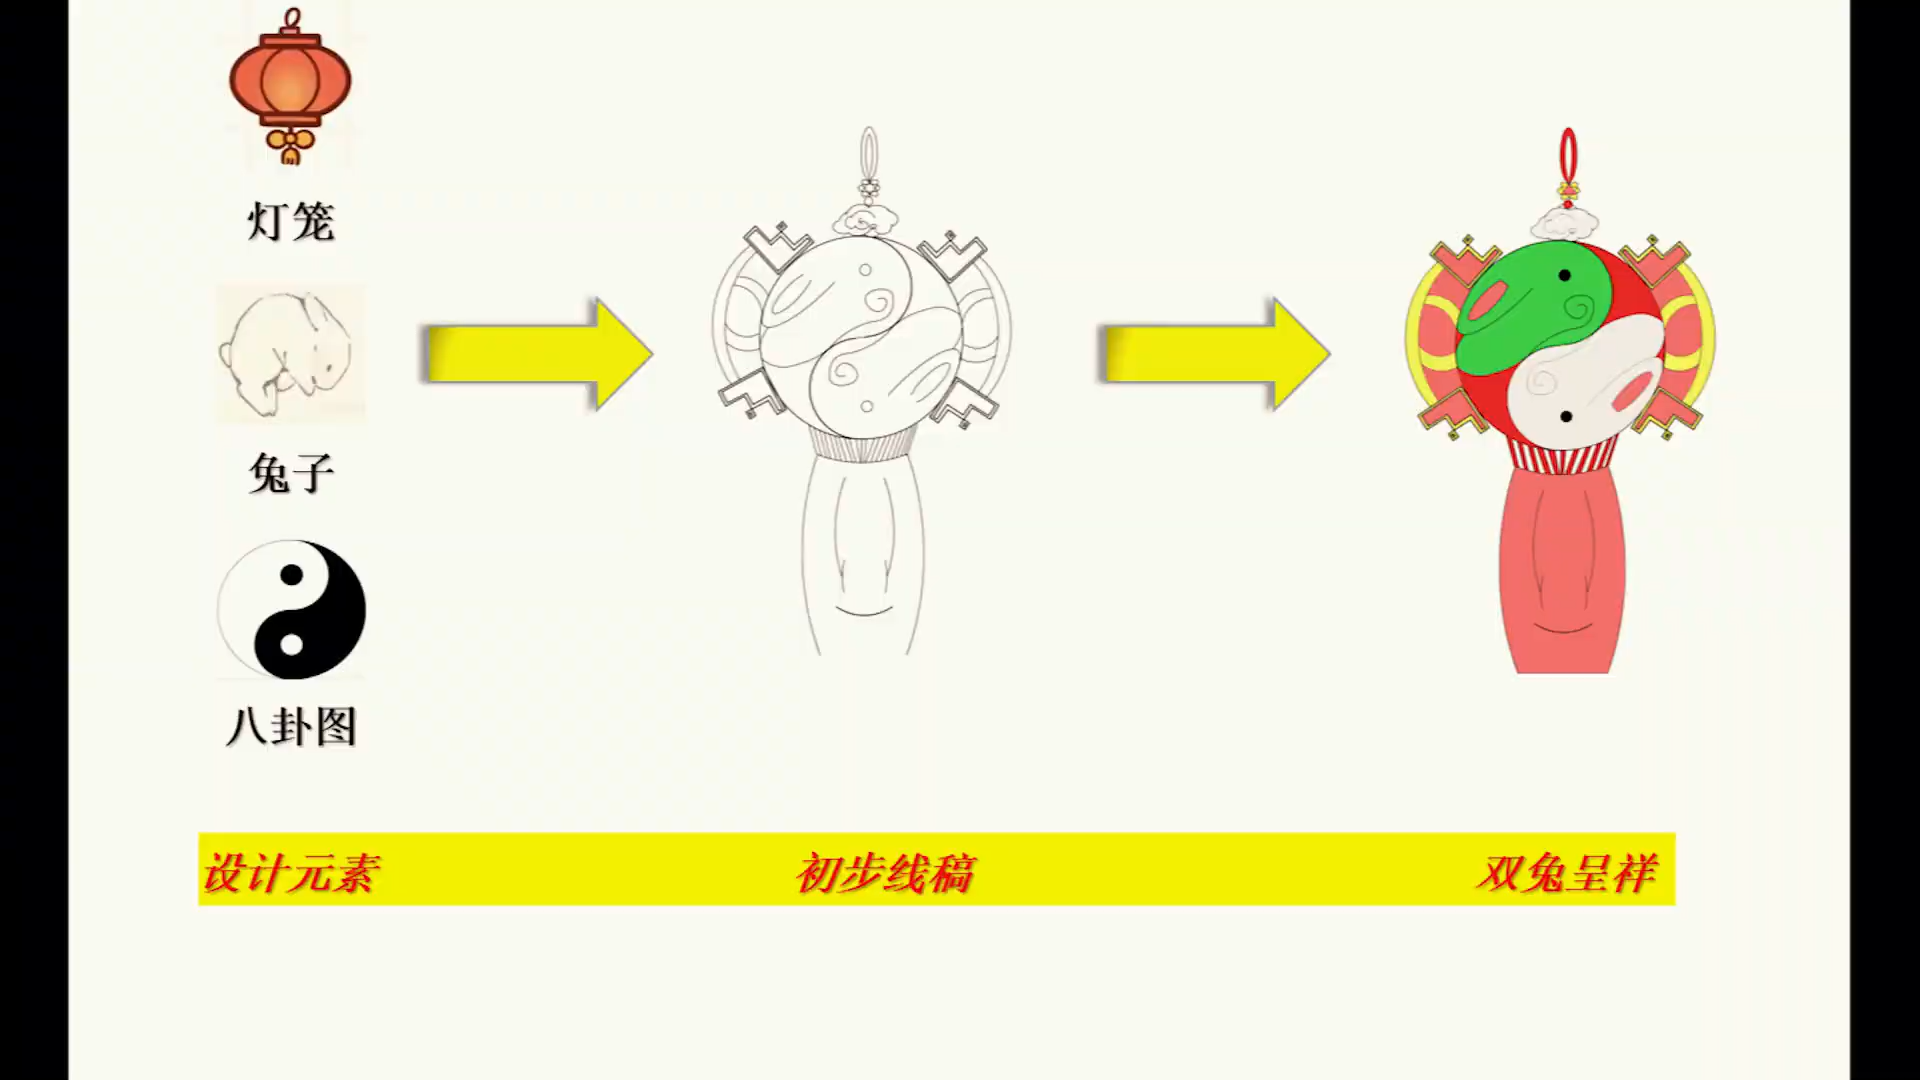 灯笼
兔子
八卦图
设计元素
初步线稿
双兔呈祥